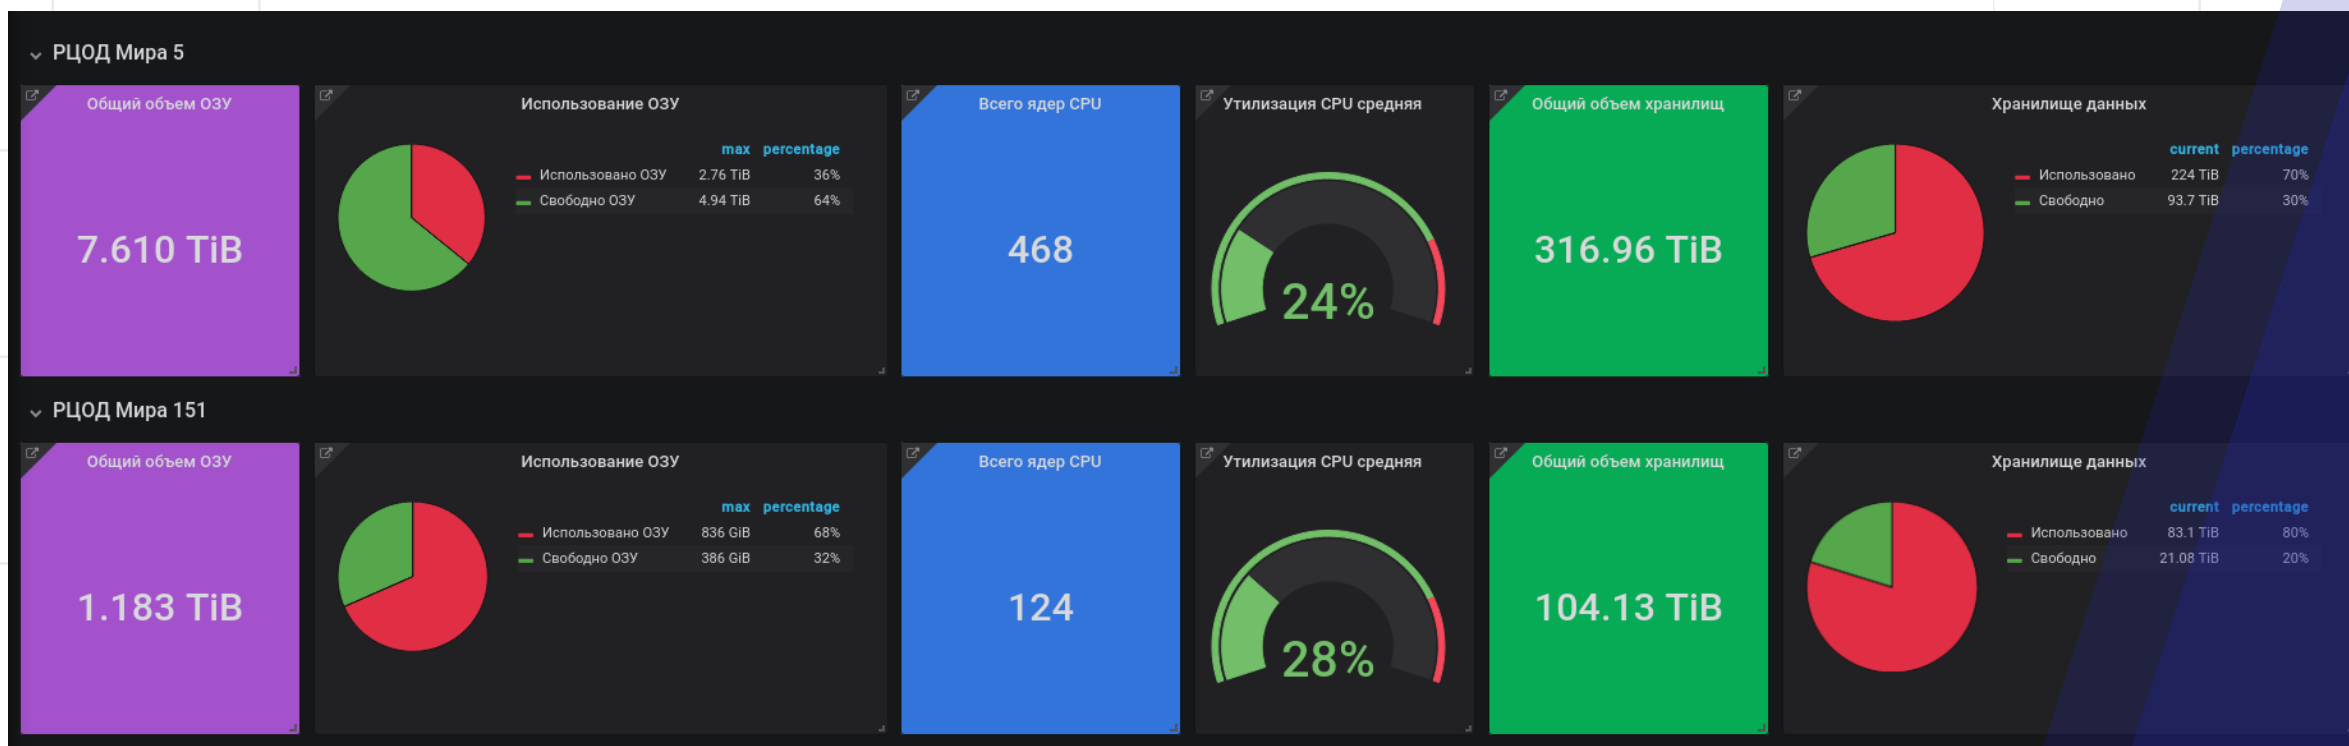 РЦОД Мира 5
Общий объем ОЗУ
7.610 TiB
Использование ОЗУ
max percentage
Использовано ОЗУ 2.76 TiB 36%
Свободно ОЗУ 4.94 TiB 64%
Всего ядер CPU
468
Утилизация CPU средняя
24%
Общий объем хранилищ
316.96 TiB
Хранилище данных
current percentage
Использовано 224 TiB 70%
Свободно 93.7 TiB 30%
РЦОД Мира 151
Общий объем ОЗУ
1.183 TiB
Использование ОЗУ
max percentage
Использовано ОЗУ 836 GiB 68%
Свободно ОЗУ 386 GiB 32%
Всего ядер CPU
124
Утилизация CPU средняя
28%
Общий объем хранилищ
104.13 TiB
Хранилище данных
current percentage
Использовано 83.1 TiB 80%
Свободно 21.08 TiB 20%